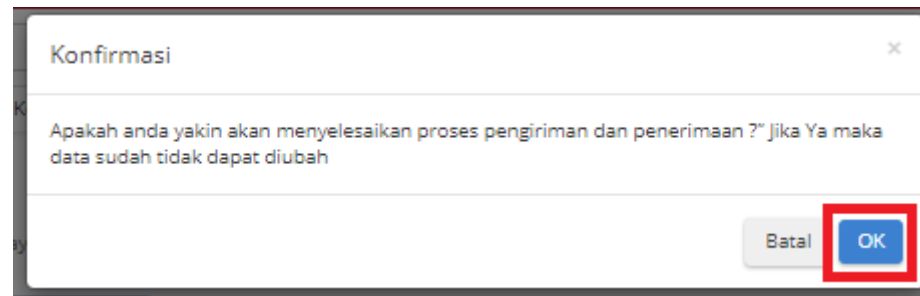 Konfirmasi
×
K
Apakah anda yakin akan menyelesaikan proses pengiriman dan penerimaan ?” Jika Ya maka
data sudah tidak dapat diubah
ay
Batal
OK